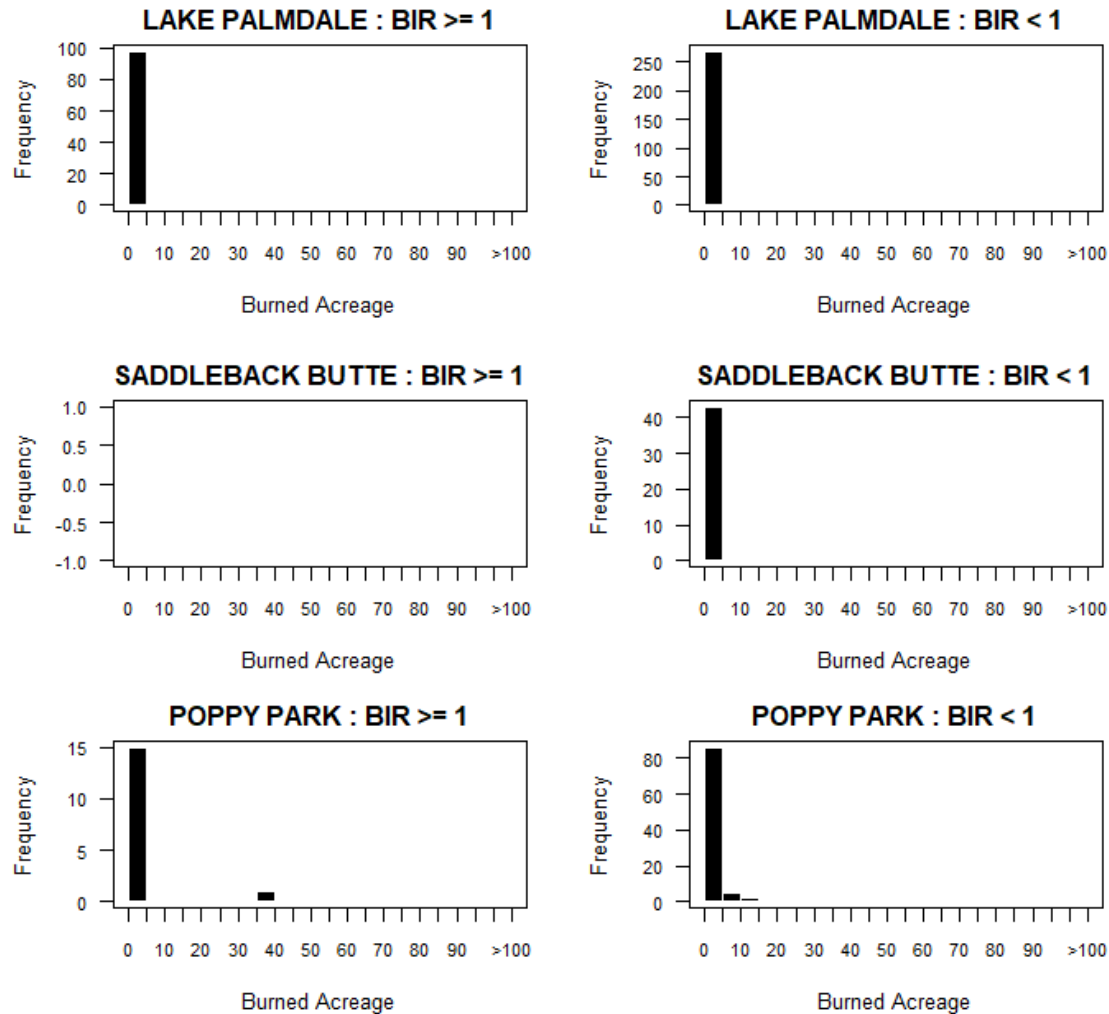 LAKE PALMDALE : BIR >= 1
Frequency
100
80
60
40
20
0
0 10 20 30 40 50 60 70 80 90 >100
Burned Acreage
LAKE PALMDALE : BIR < 1
Frequency
250
200
150
100
50
0
0 10 20 30 40 50 60 70 80 90 >100
Burned Acreage
SADDLEBACK BUTTE : BIR >= 1
Frequency
1.0
0.5
0.0
-0.5
-1.0
0 10 20 30 40 50 60 70 80 90 >100
Burned Acreage
SADDLEBACK BUTTE : BIR < 1
Frequency
40
30
20
10
0
0 10 20 30 40 50 60 70 80 90 >100
Burned Acreage
POPPY PARK : BIR >= 1
Frequency
15
10
5
0
0 10 20 30 40 50 60 70 80 90 >100
Burned Acreage
POPPY PARK : BIR < 1
Frequency
80
60
40
20
0
0 10 20 30 40 50 60 70 80 90 >100
Burned Acreage